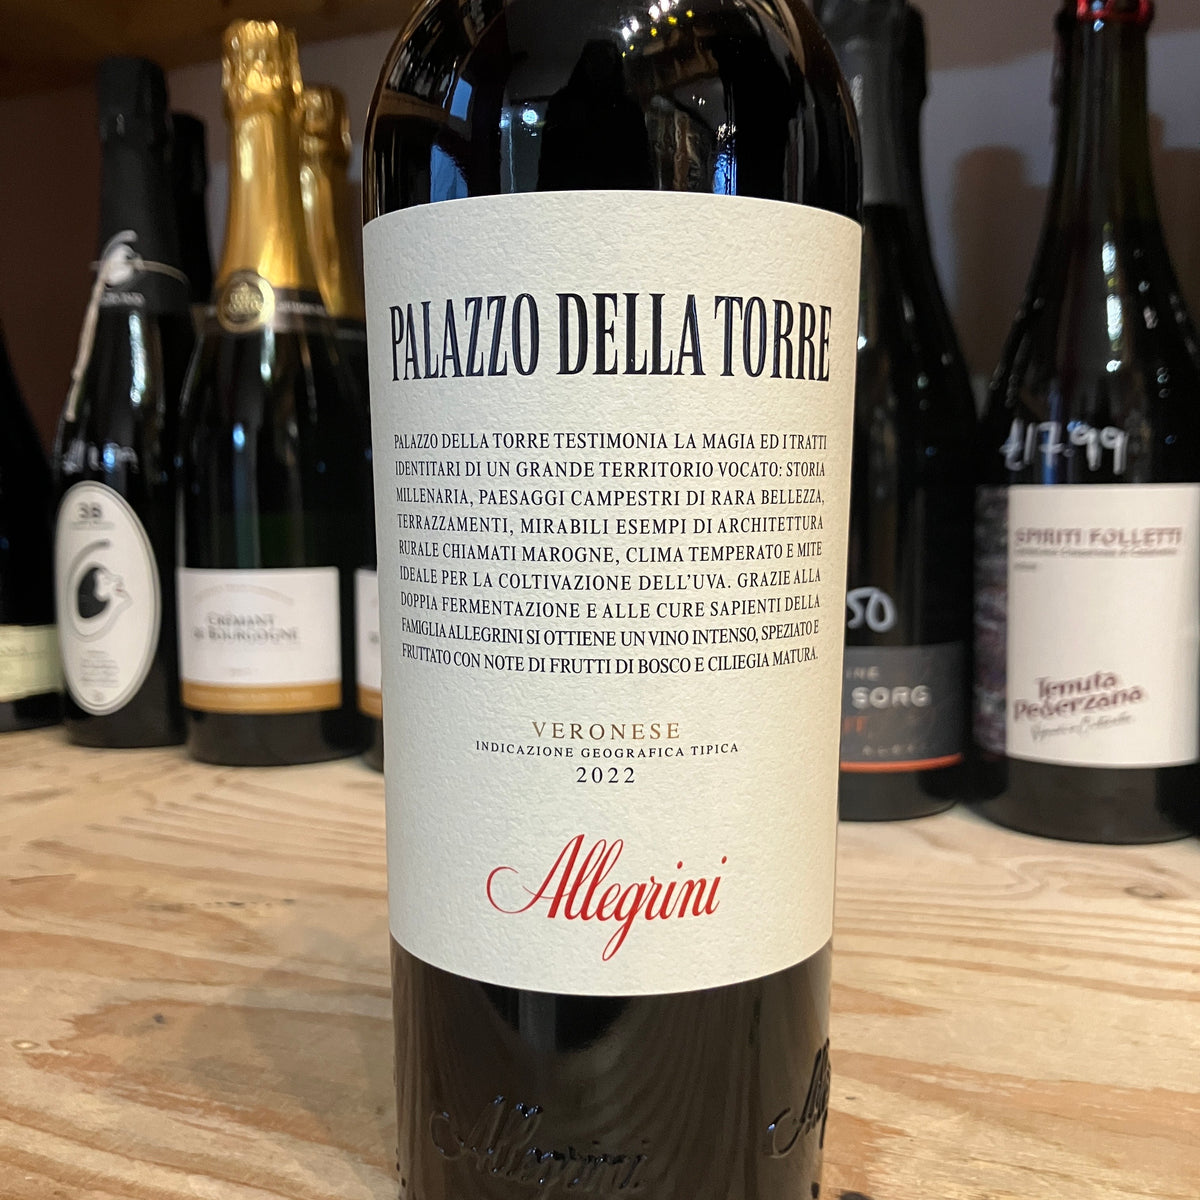 PALAZZO DELLA TORRE
PALAZZO DELLA TORRE TESTIMONIA LA MAGIA ED I TRATTI
IDENTITARI DI UN GRANDE TERRITORIO VOCATO: STORIA
MILLENARIA, PAESAGGI CAMPESTRI DI RARA BELLEZZA,
TERRAZZAMENTI, MIRABILI ESEMPI DI ARCHITETTURA
RURALE CHIAMATI MAROGNE, CLIMA TEMPERATO E MITE
IDEALE PER LA COLTIVAZIONE DELL'UVA. GRAZIE ALLA
DOPPIA FERMENTAZIONE E ALLE CURE SAPIENTI DELLA
FAMIGLIA ALLEGRINI SI OTTIENE UN VINO INTENSO, SPEZIATO E
FRUTTATO CON NOTE DI FRUTTI DI BOSCO E CILIEGIA MATURA.
VERONESE
INDICAZIONE GEOGRAFICA TIPICA
2022
Allegrini
Allegrini
38
CRÉMANT
DE BOURGOGNE
50
SORG
£17.99
SPIRITI FOLLETTI
Tenuta
Pederzana